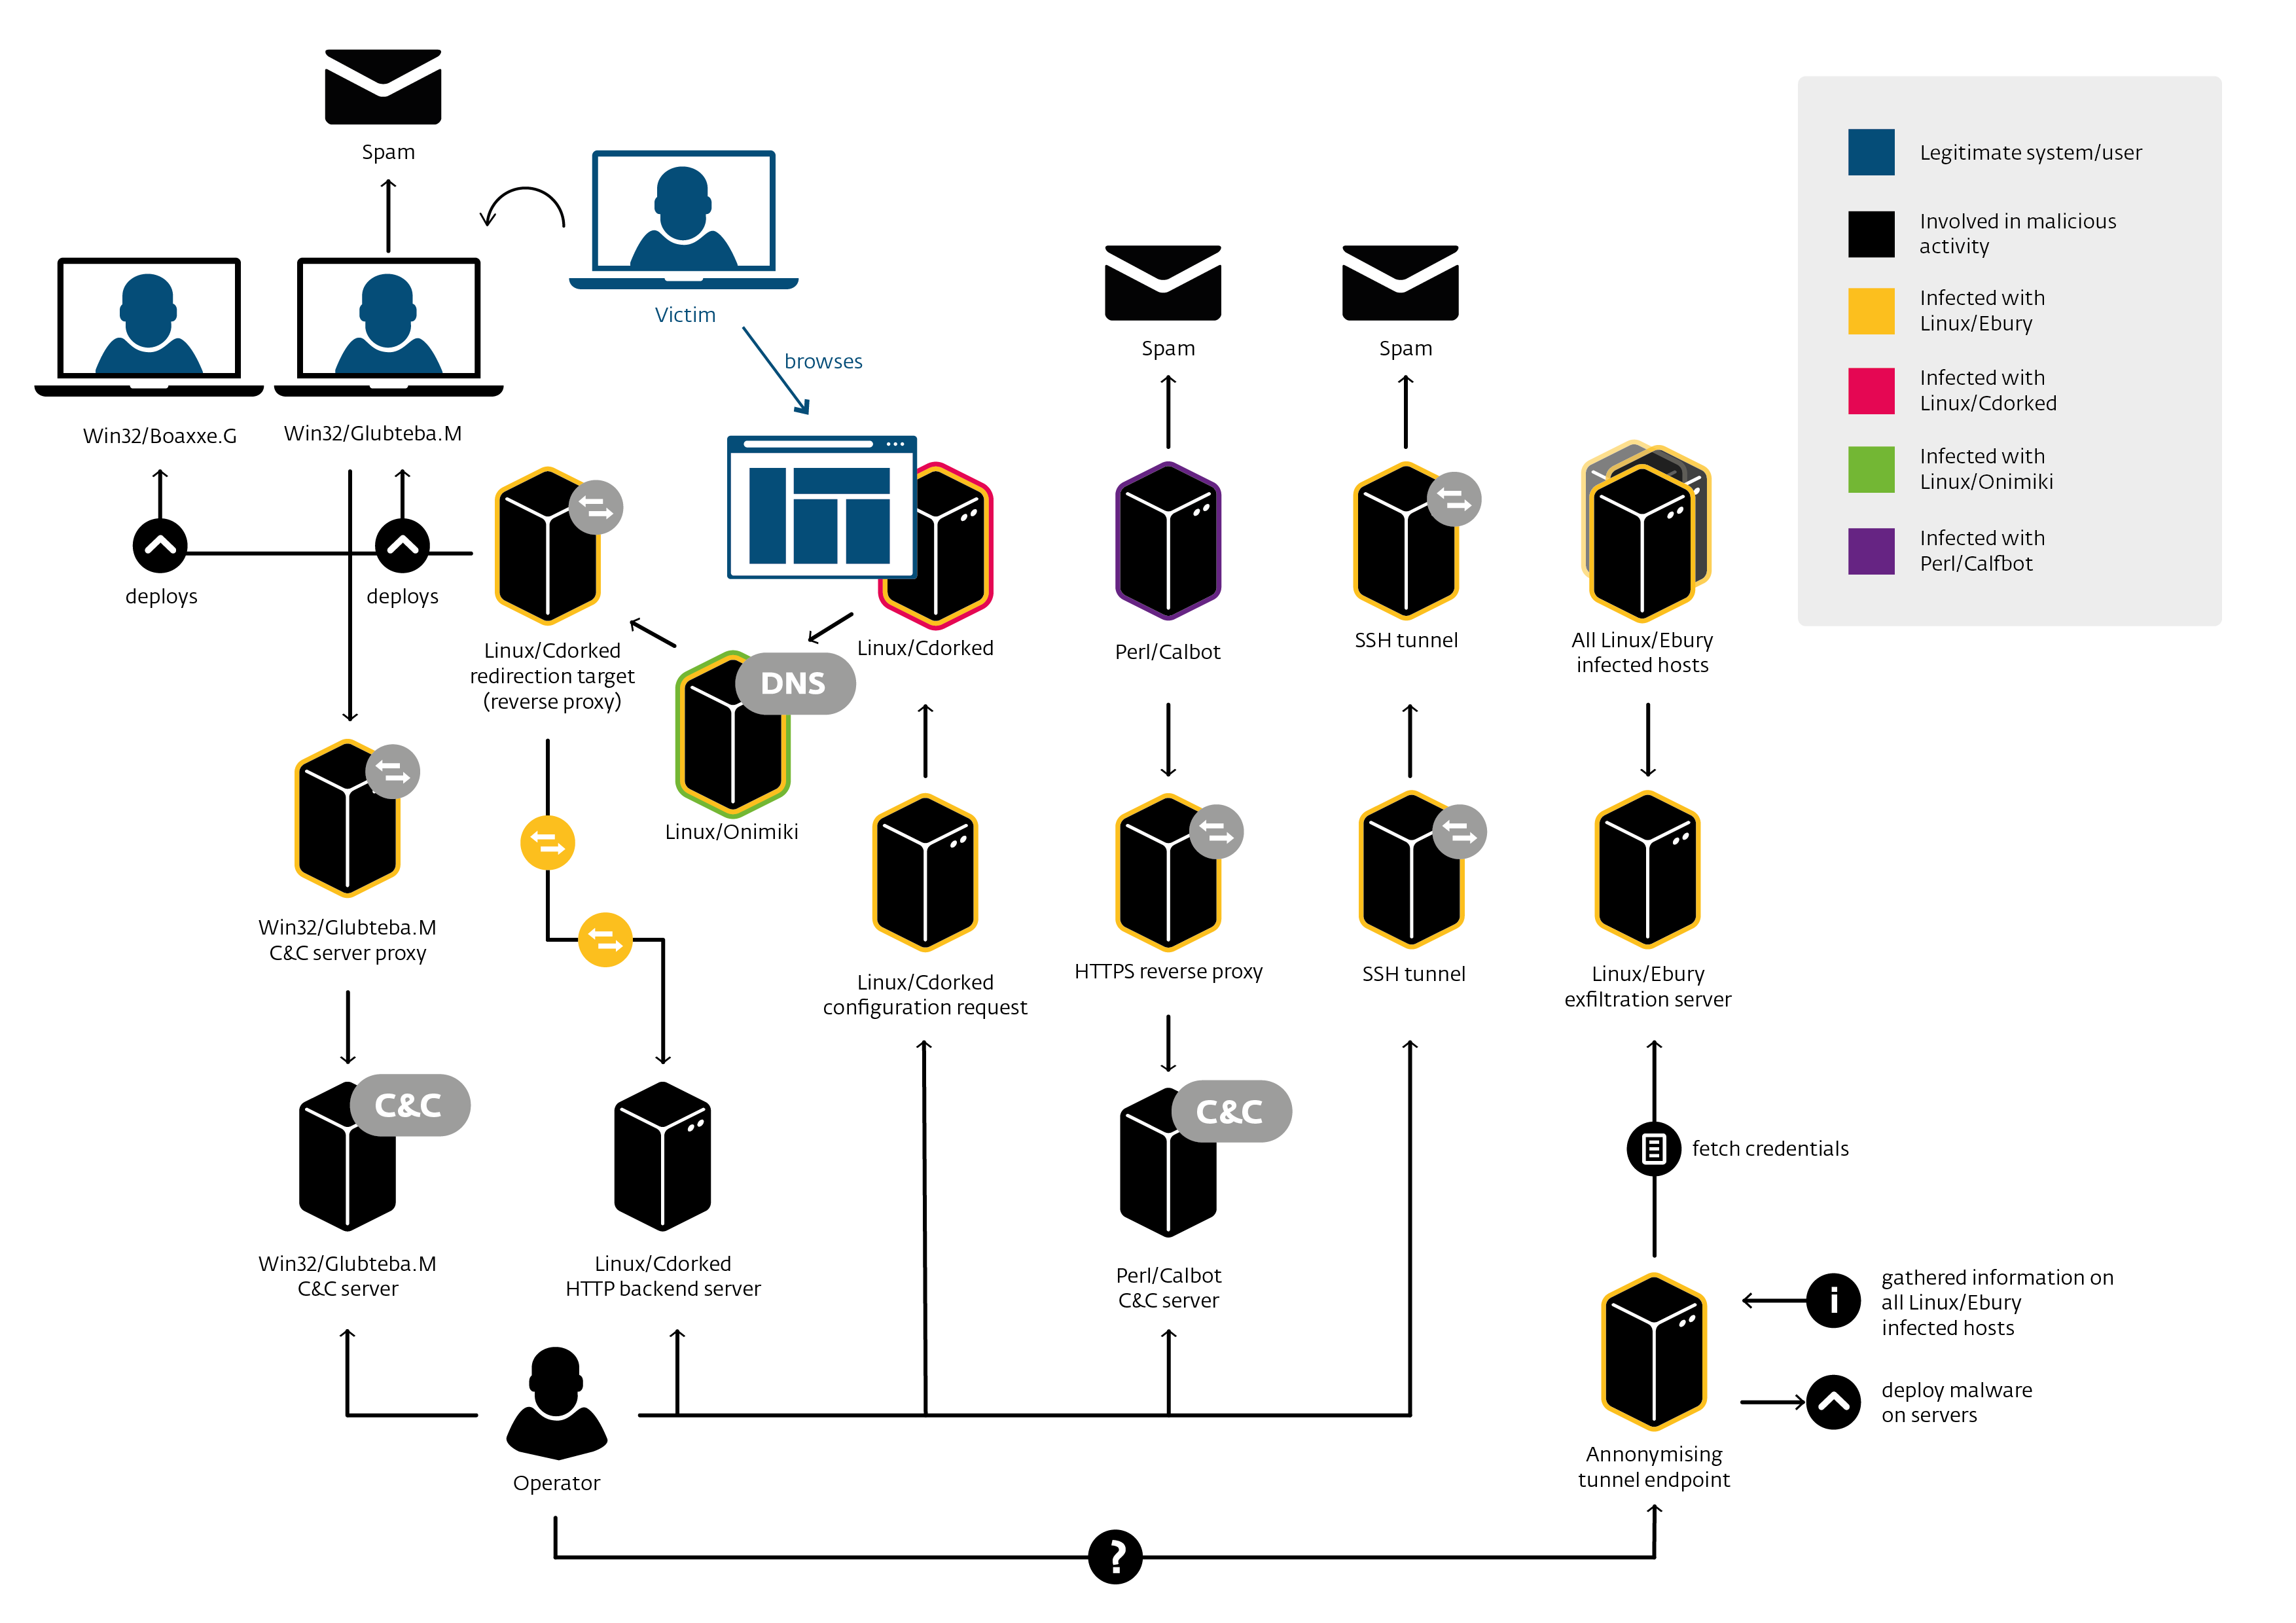 Spam
Victim
browses
Win32/Boaxxe.G
Win32/Glubteba.M
deploys
deploys
Spam
Spam
Linux/Cdorked
redirection target
(reverse proxy)
DNS
Linux/Onimiki
Linux/Cdorked
Perl/Calbot
SSH tunnel
All Linux/Ebury
infected hosts
Win32/Glubteba.M
C&C server proxy
Linux/Cdorked
configuration request
HTTPS reverse proxy
SSH tunnel
Linux/Ebury
exfiltration server
C&C
Win32/Glubteba.M
C&C server
Linux/Cdorked
HTTP backend server
C&C
Perl/Calbot
C&C server
fetch credentials
i
gathered information on
all Linux/Ebury
infected hosts
deploy malware
on servers
Annonymising
tunnel endpoint
Operator
?
Legitimate system/user
Involved in malicious
activity
Infected with
Linux/Ebury
Infected with
Linux/Cdorked
Infected with
Linux/Onimiki
Infected with
Perl/Calfbot